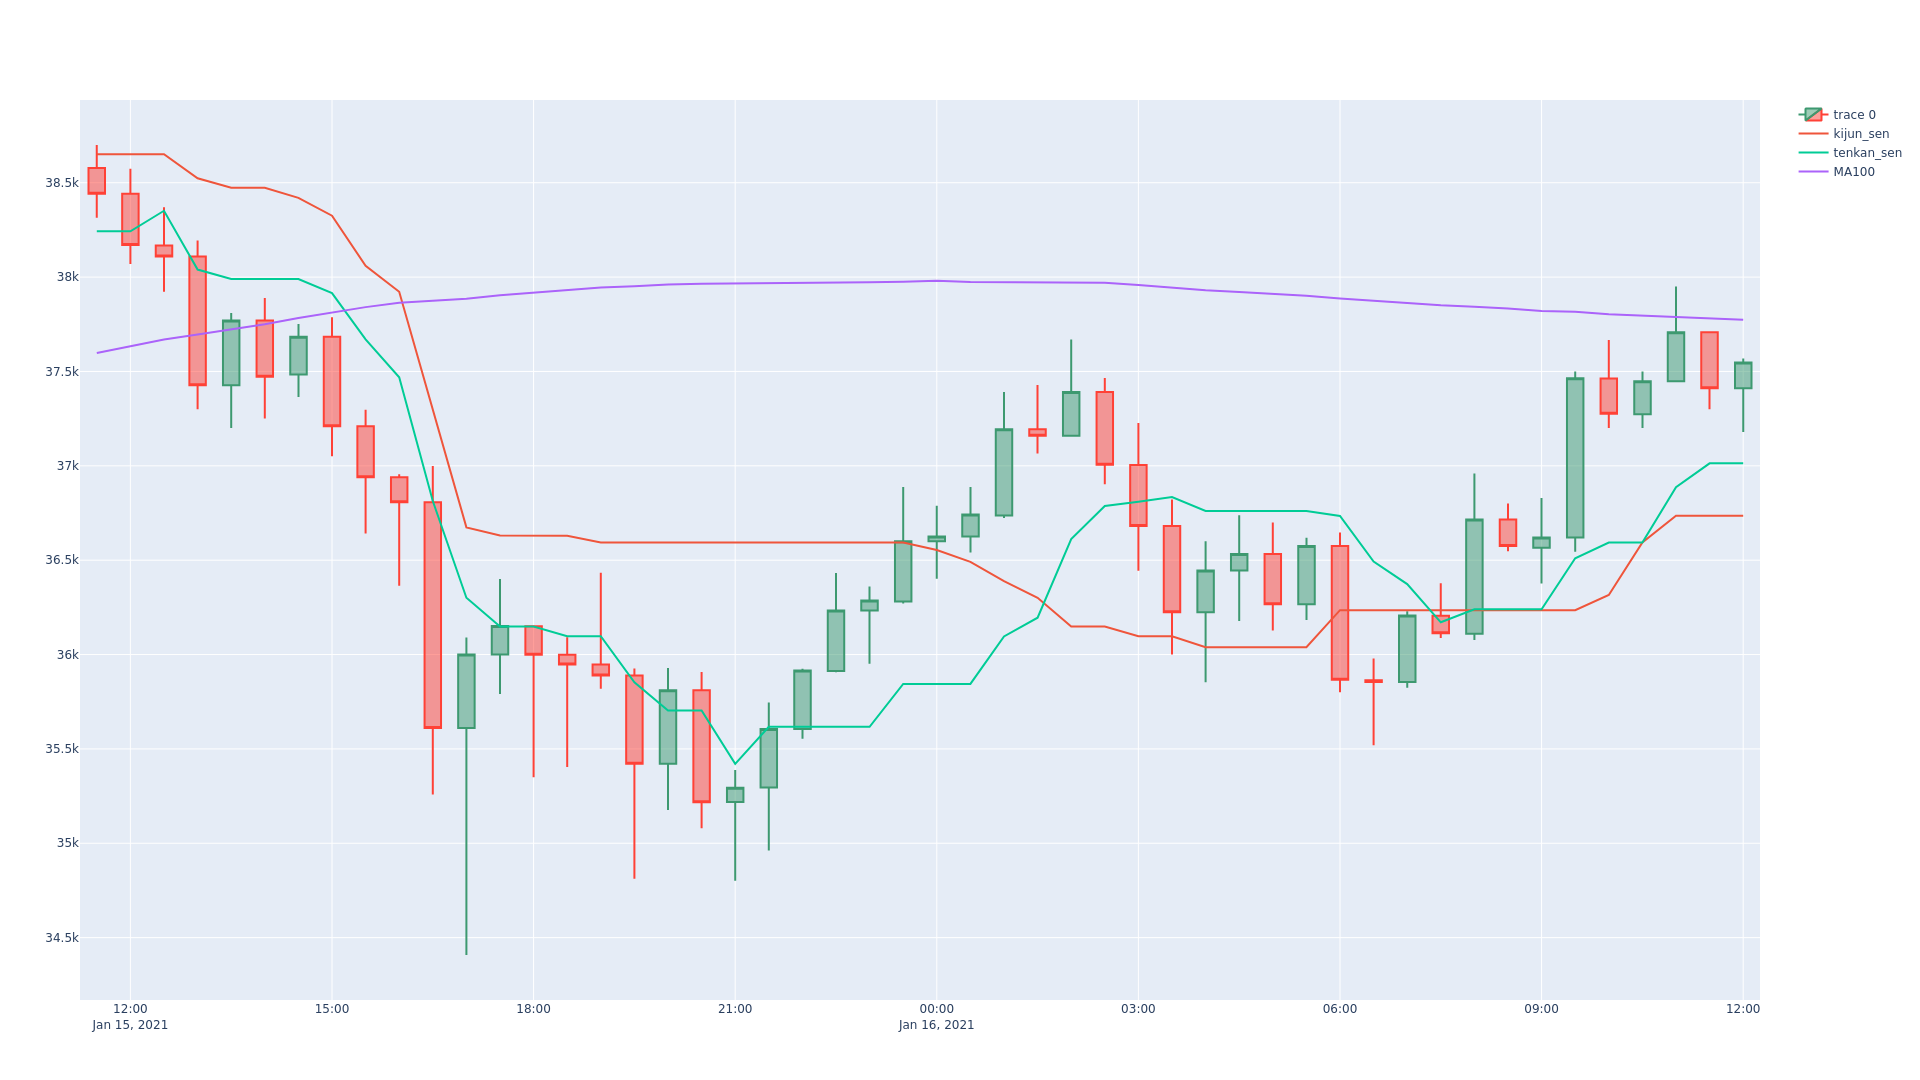 trace 0
kijun_sen
tenkan_sen
MA100
38.5k
38k
37.5k
37k
36.5k
36k
35.5k
35k
34.5k
12:00 15:00 18:00 21:00 00:00 03:00 06:00 09:00 12:00
Jan 15, 2021 Jan 16, 2021